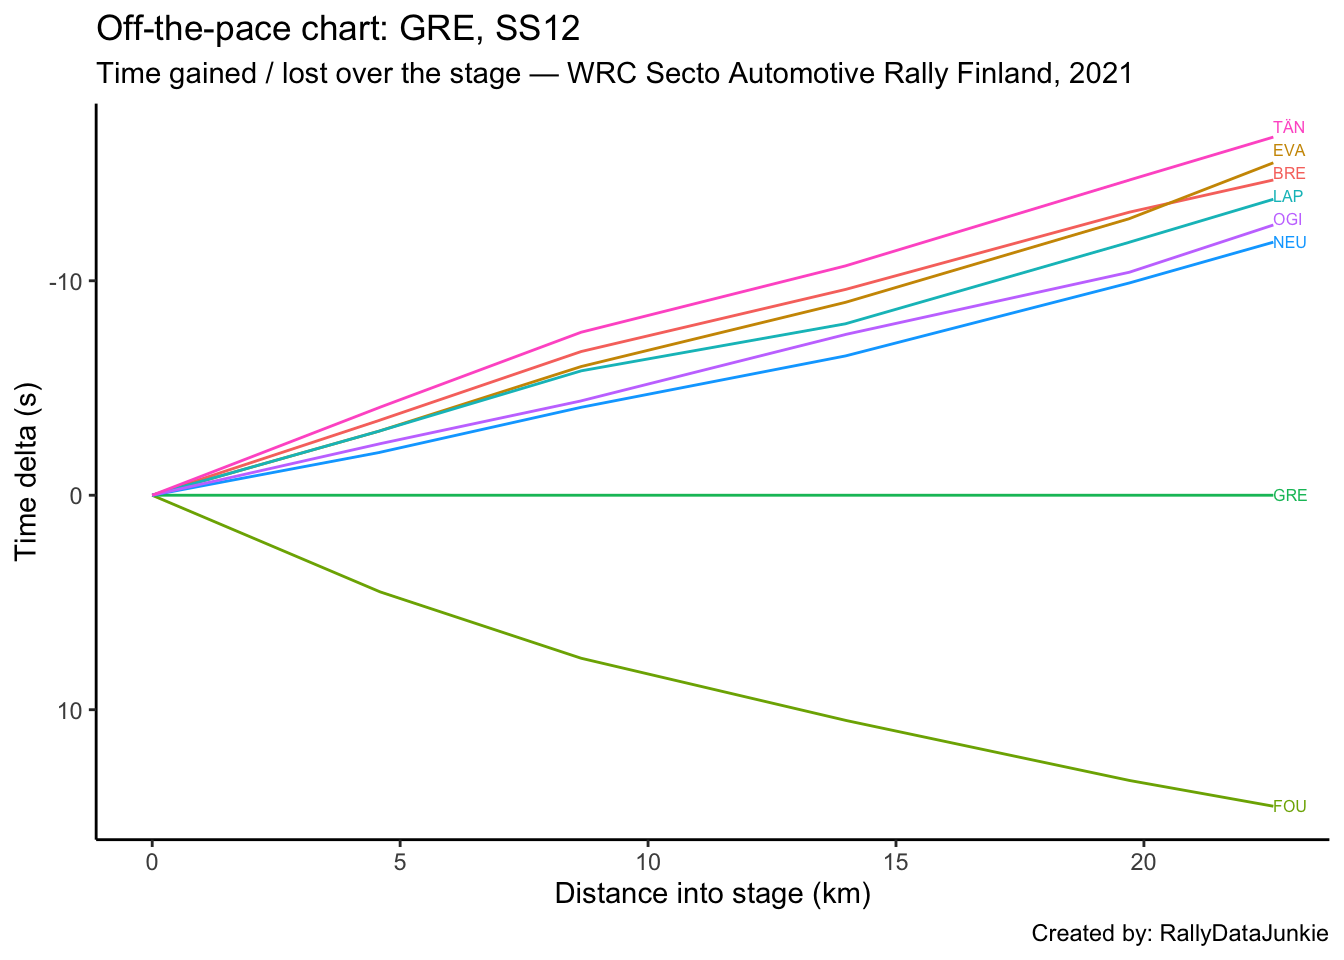 Off-the-pace chart: GRE, SS12
Time gained / lost over the stage — WRC Secto Automotive Rally Finland, 2021
TÄN
EVA
BRE
LAP
OGI
NEU
GRE
FOU
Time delta (s)
-10
0
10
0 5 10 15 20
Distance into stage (km)
Created by: RallyDataJunkie